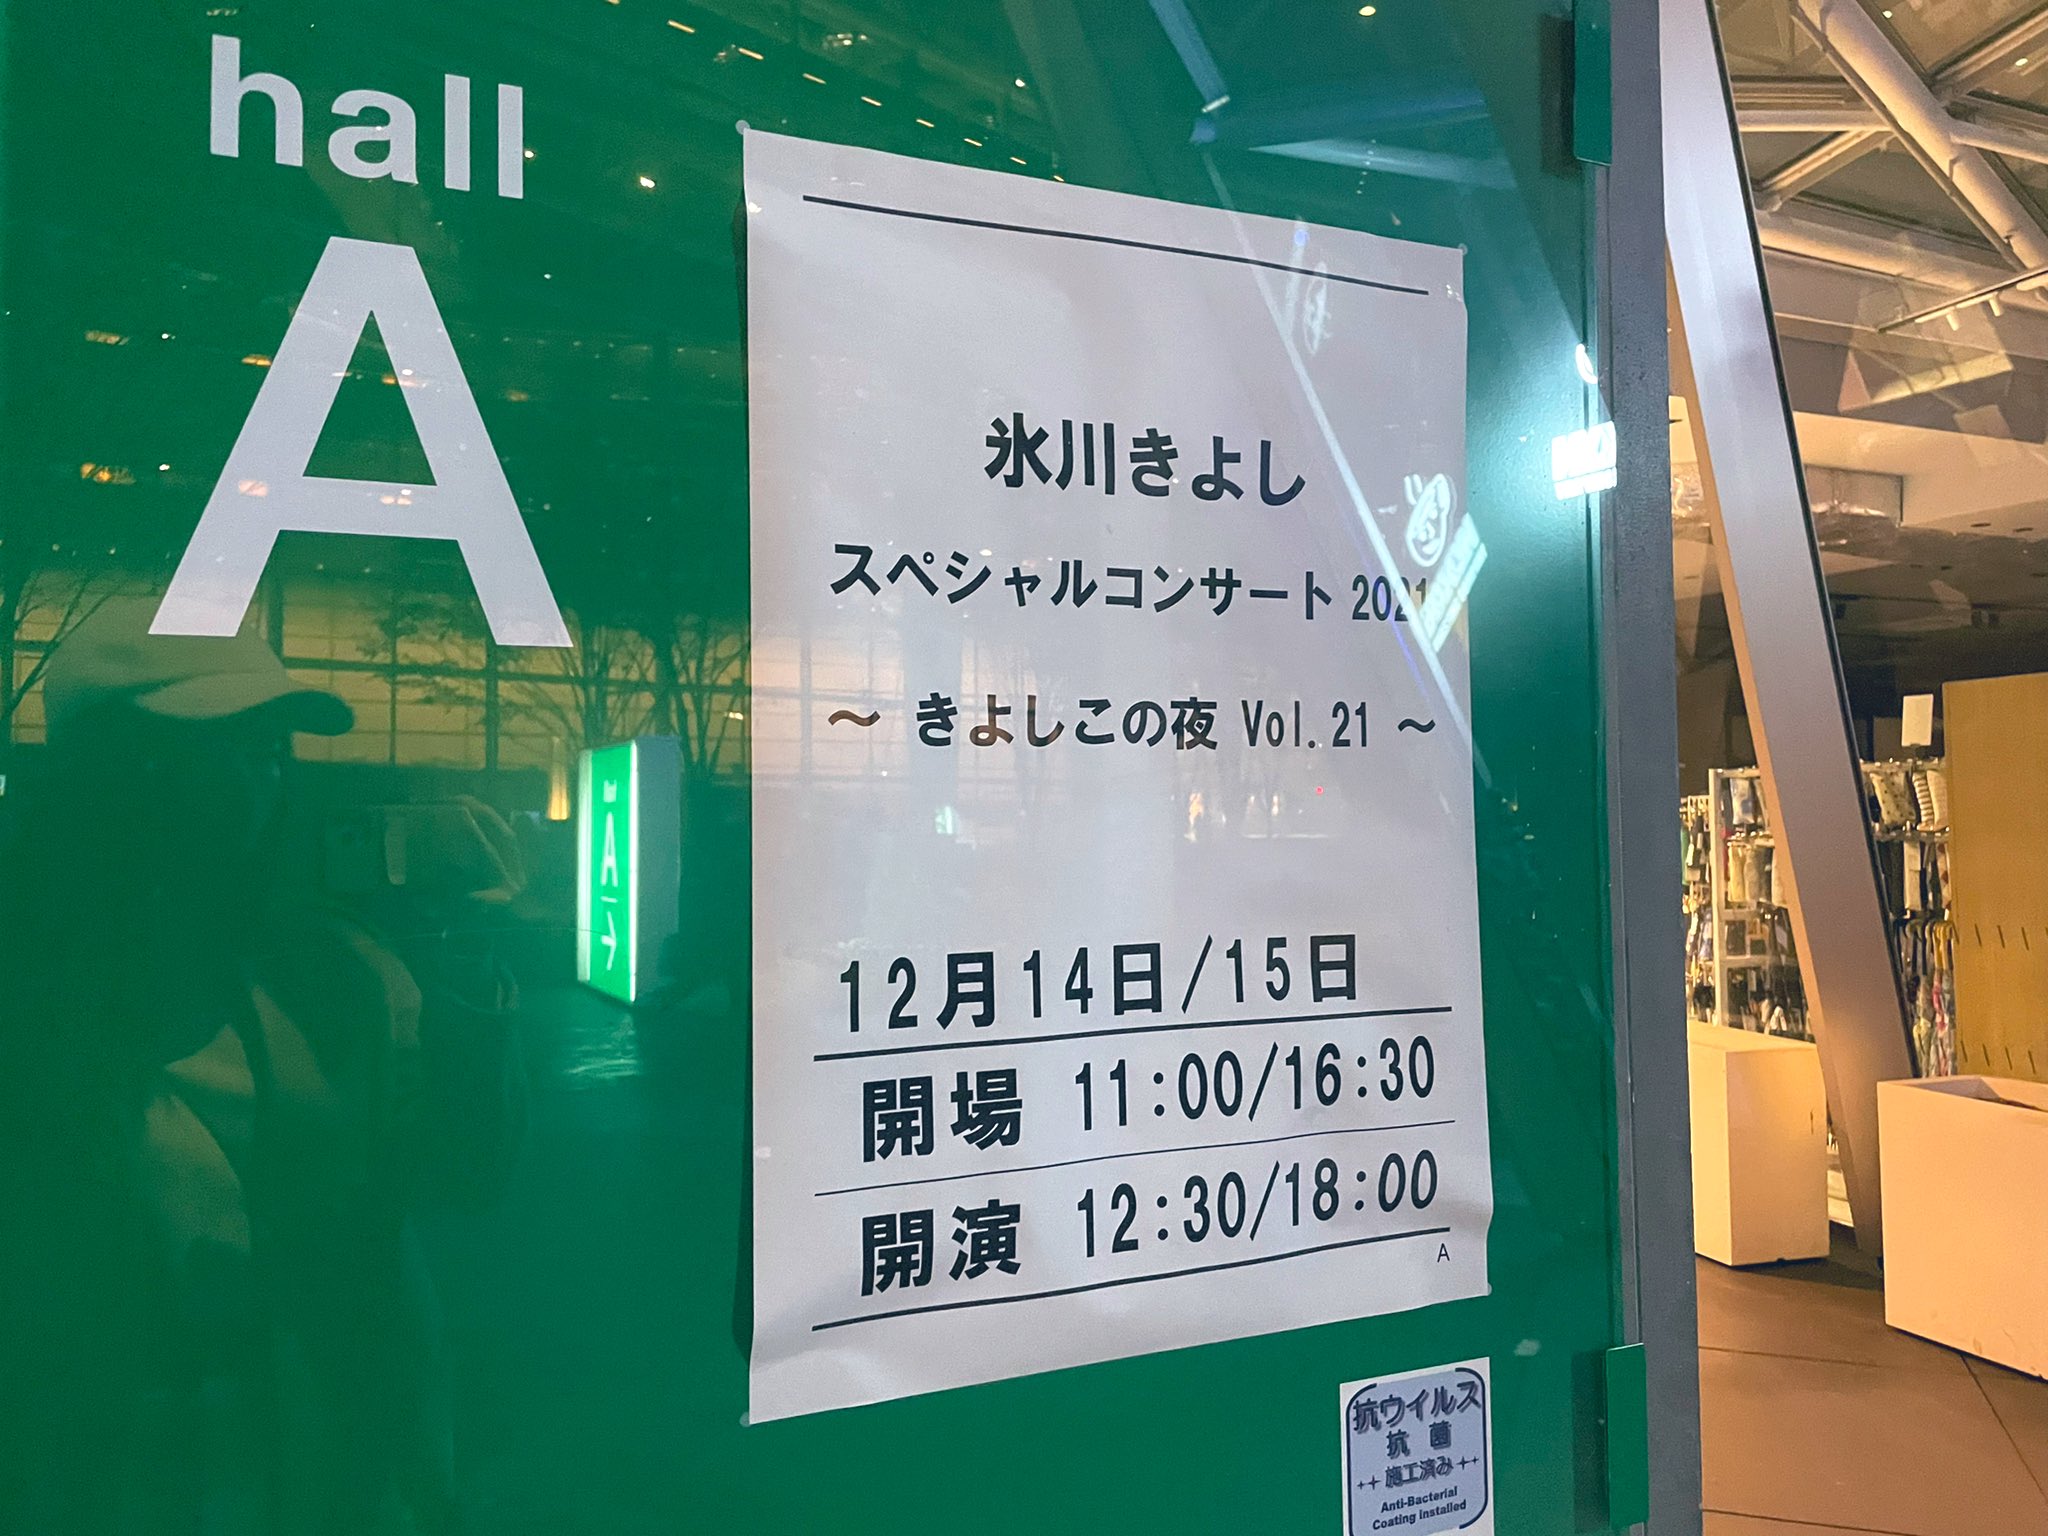 hall
A
氷川きよし
スペシャルコンサート 2021
～ きよしこの夜 Vol.21 ～
12月14日/15日
開場 11:00/16:30
開演 12:30/18:00
A
A
→
抗ウイルス
抗菌
施工済み
Anti-Bacterial
Coating installed